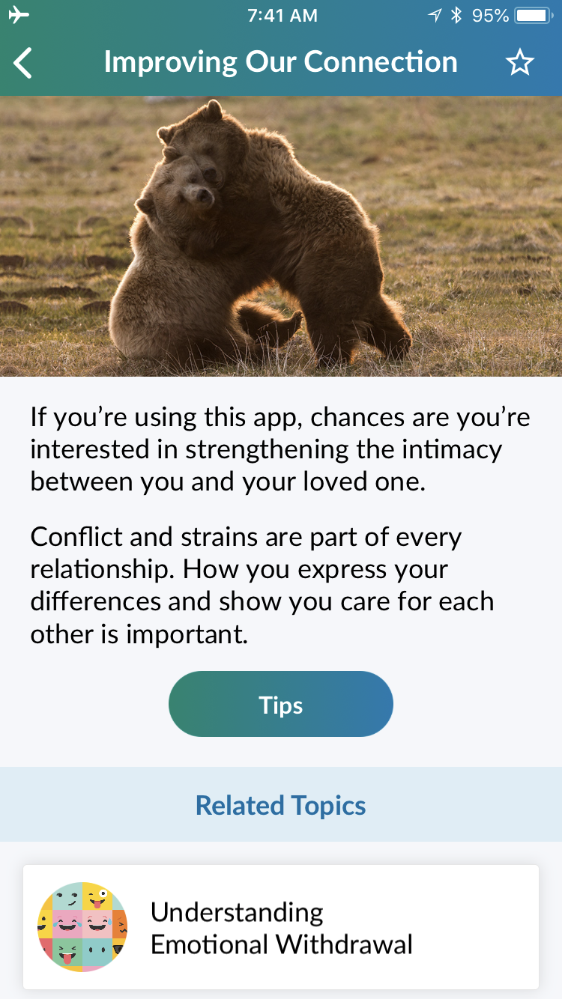 7:41 AM
95%
Improving Our Connection
If you’re using this app, chances are you’re
interested in strengthening the intimacy
between you and your loved one.
Conflict and strains are part of every
relationship. How you express your
differences and show you care for each
other is important.
Tips
Related Topics
Understanding
Emotional Withdrawal